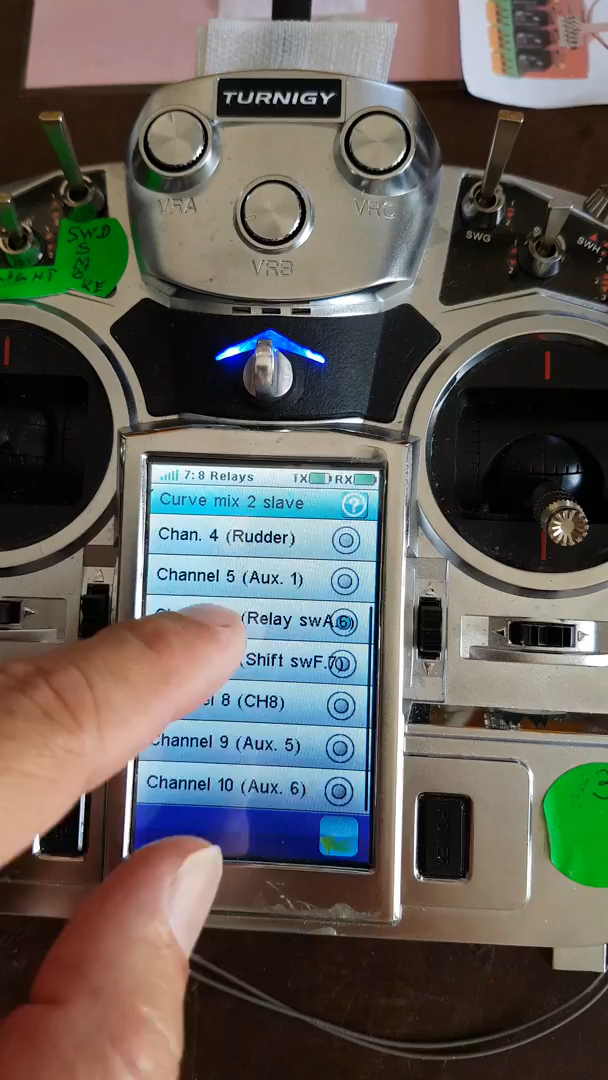 TURNIGY
VRA
VRC
VRB
SWD
SMO
KE
SWG
SWH
7: 8 Relays
TX
RX
Curve mix 2 slave
?
Chan. 4 (Rudder)
Channel 5 (Aux. 1)
(Relay swA.6)
(Shift swF.7)
8 (CH8)
Channel 9 (Aux. 5)
Channel 10 (Aux. 6)